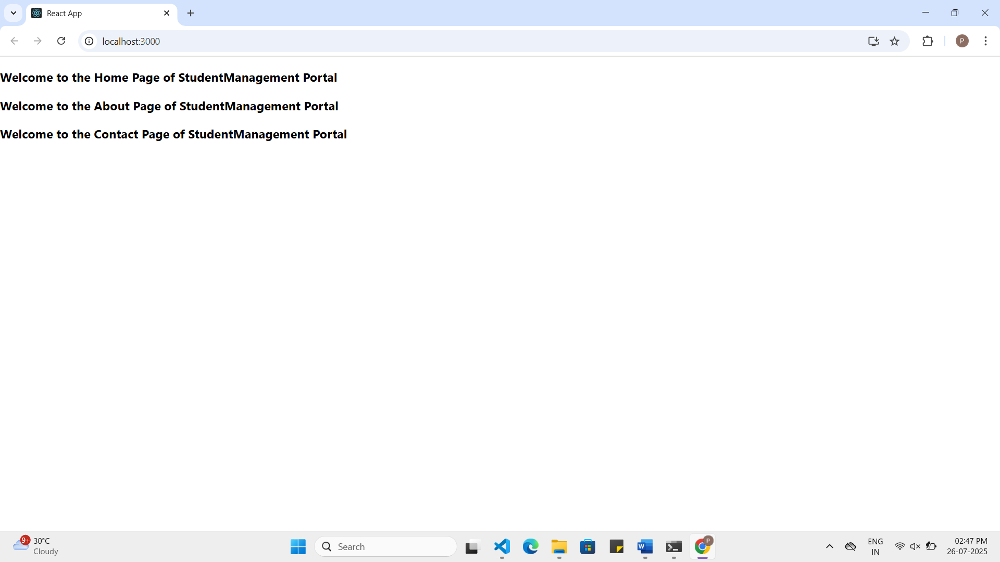 React App
localhost:3000
P
Welcome to the Home Page of StudentManagement Portal
Welcome to the About Page of StudentManagement Portal
Welcome to the Contact Page of StudentManagement Portal
9+
30°C
Cloudy
Search
W
P
ENG
IN
02:47 PM
26-07-2025